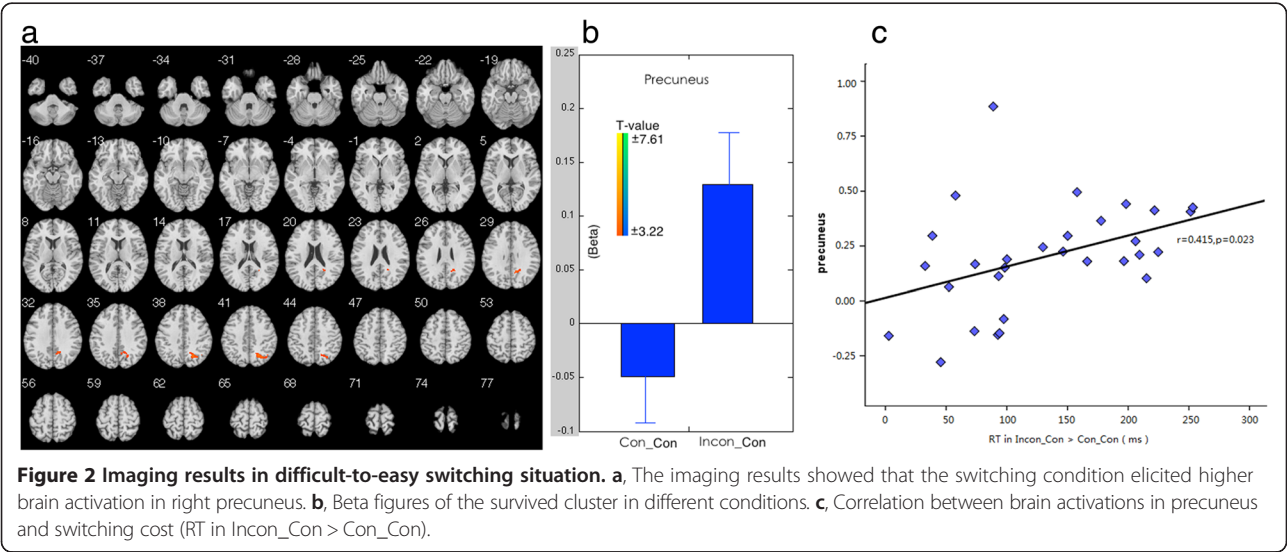 a
-40 -37 -34 -31 -28 -25 -22 -19
-16 -13 -10 -7 -4 -1 2 5
8 11 14 17 20 23 26 29
32 35 38 41 44 47 50 53
56 59 62 65 68 71 74 77
b
Precuneus
T-value
±7.61
±3.22
(Beta)
0.25
0.2
0.15
0.1
0.05
0
-0.05
-0.1
Con_Con Incon_Con
c
precuneus
1.00
0.75
0.50
0.25
0.00
-0.25
r=0.415,p=0.023
0 50 100 150 200 250 300
RT in Incon_Con > Con_Con ( ms )
Figure 2 Imaging results in difficult-to-easy switching situation. a, The imaging results showed that the switching condition elicited higher
brain activation in right precuneus. b, Beta figures of the survived cluster in different conditions. c, Correlation between brain activations in precuneus
and switching cost (RT in Incon_Con > Con_Con).